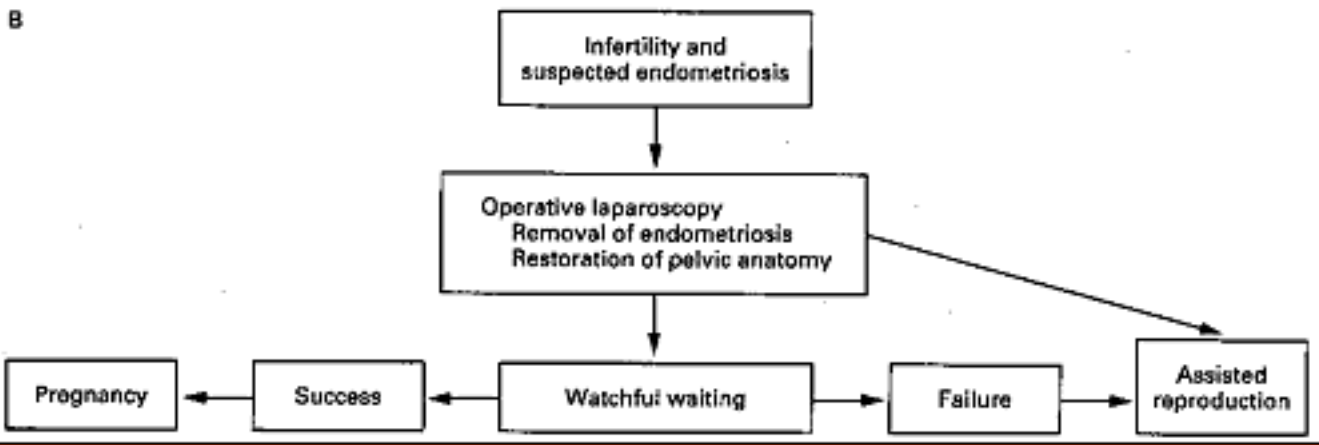 B
Infertility and
suspected endometriosis
Operative laparoscopy
Removal of endometriosis
Restoration of pelvic anatomy
Pregnancy
Success
Watchful waiting
Failure
Assisted
reproduction